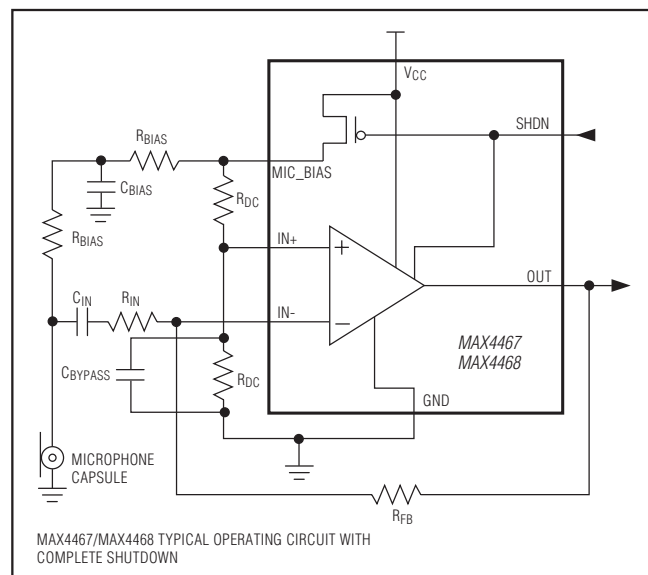 VCC
SHDN
RBIAS
MIC_BIAS
CBIAS
RDC
RBIAS
IN+
+
OUT
CIN
RIN
IN-
−
MAX4467
MAX4468
CBYPASS
RDC
GND
MICROPHONE
CAPSULE
RFB
MAX4467/MAX4468 TYPICAL OPERATING CIRCUIT WITH
COMPLETE SHUTDOWN